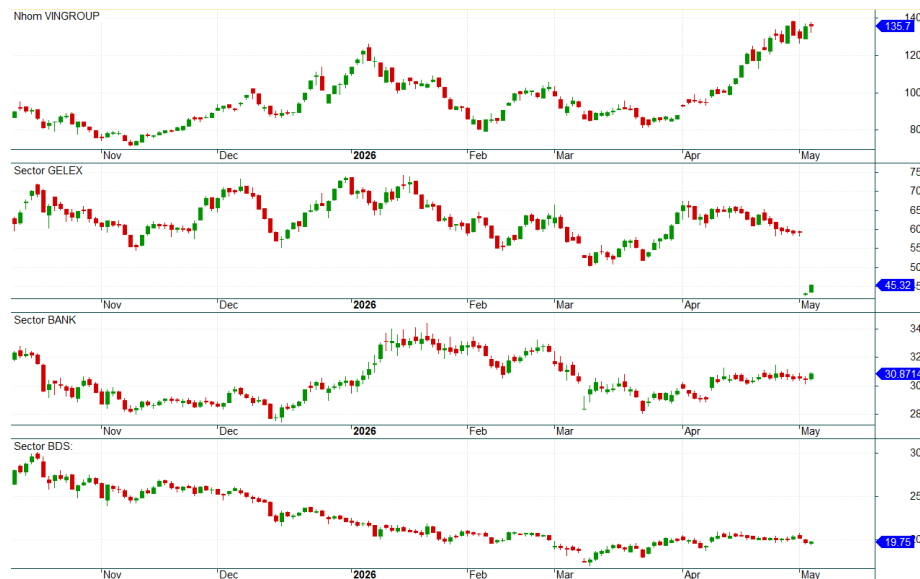 Nhom VINGROUP
140
135.7
120
100
80
Nov Dec 2026 Feb Mar Apr May
Sector GELEX
75
70
65
60
55
50
45.32
Nov Dec 2026 Feb Mar Apr May
Sector BANK
34
32
30.8714
30
28
Nov Dec 2026 Feb Mar Apr May
Sector BDS:
30
25
19.75
Nov Dec 2026 Feb Mar Apr May